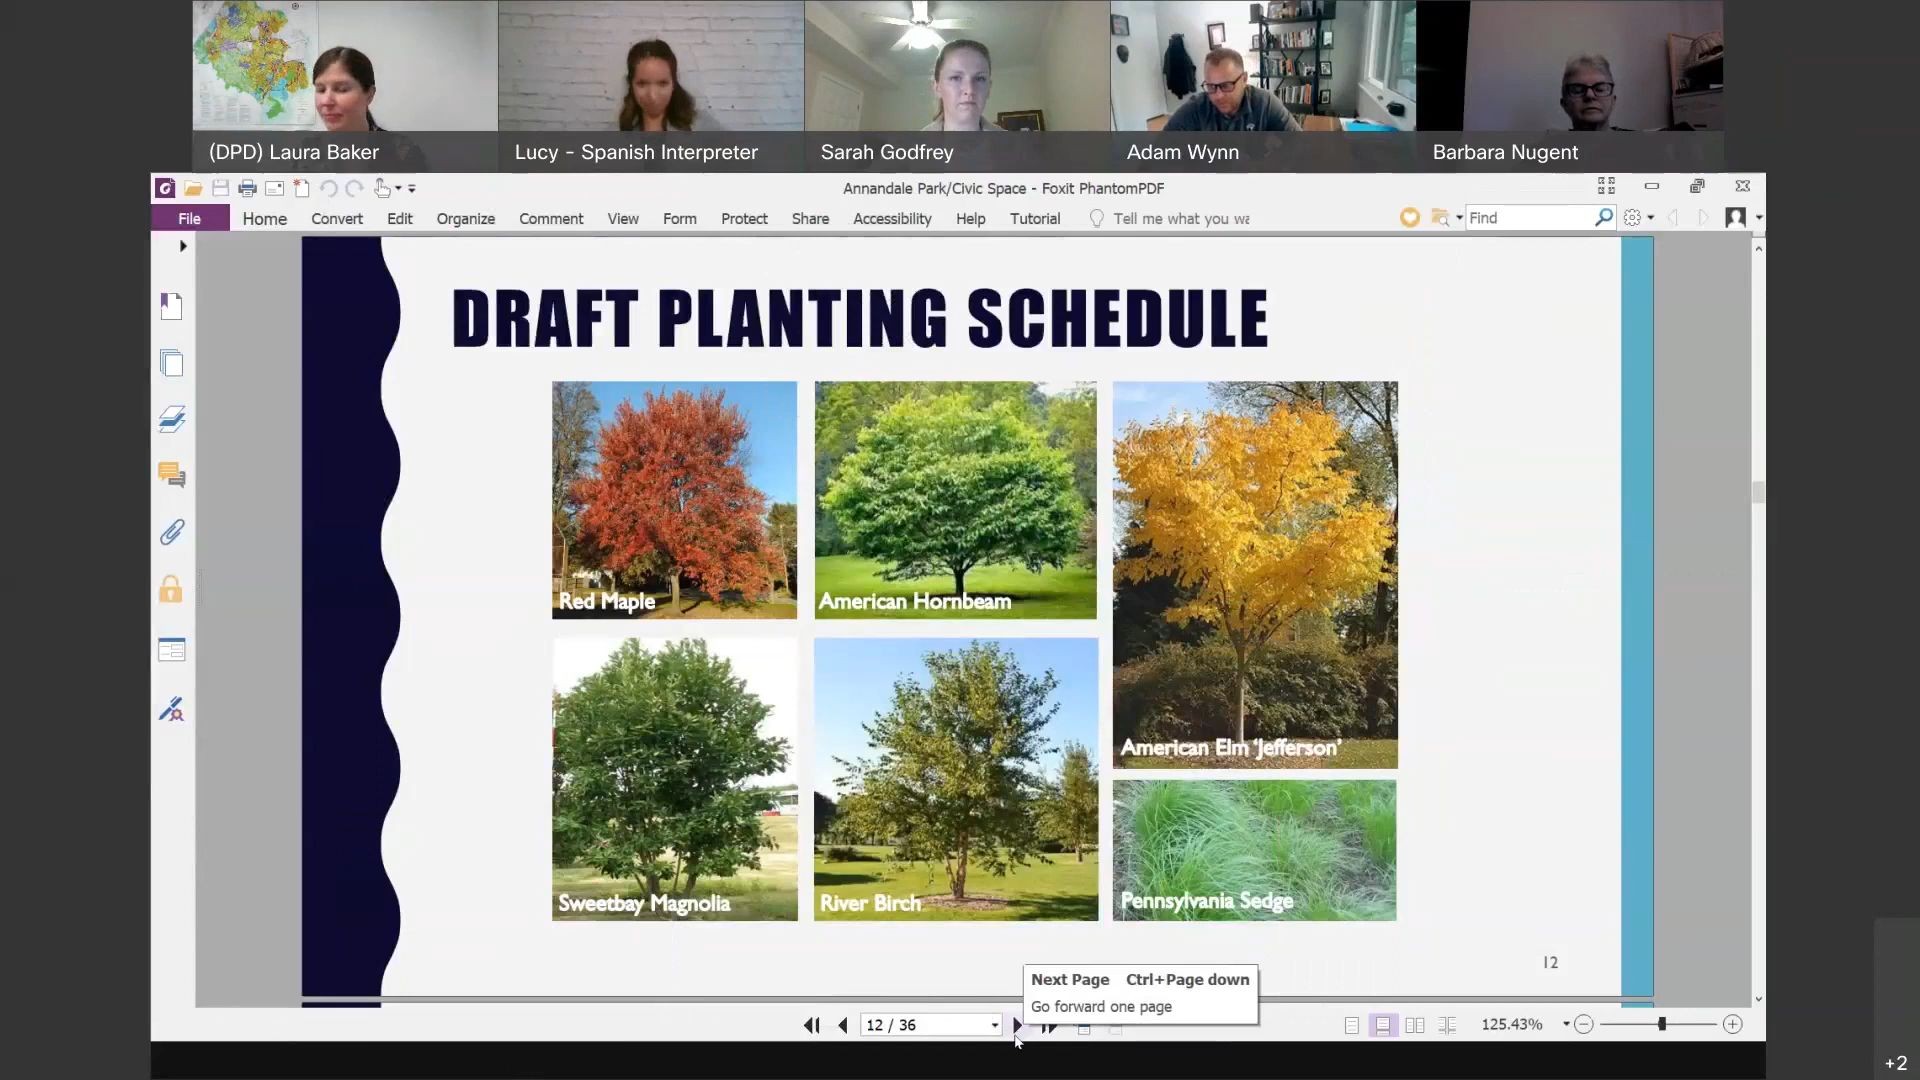 (DPD) Laura Baker
Lucy - Spanish Interpreter
Sarah Godfrey
Adam Wynn
Barbara Nugent
Annandale Park/Civic Space - Foxit PhantomPDF
File
Home
Convert
Edit
Organize
Comment
View
Form
Protect
Share
Accessibility
Help
Tutorial
Tell me what you wa
Find
DRAFT PLANTING SCHEDULE
Red Maple
American Hornbeam
American Elm 'Jefferson'
Sweetbay Magnolia
River Birch
Pennsylvania Sedge
12
Next Page Ctrl+Page down
Go forward one page
12 / 36
125.43%
+2